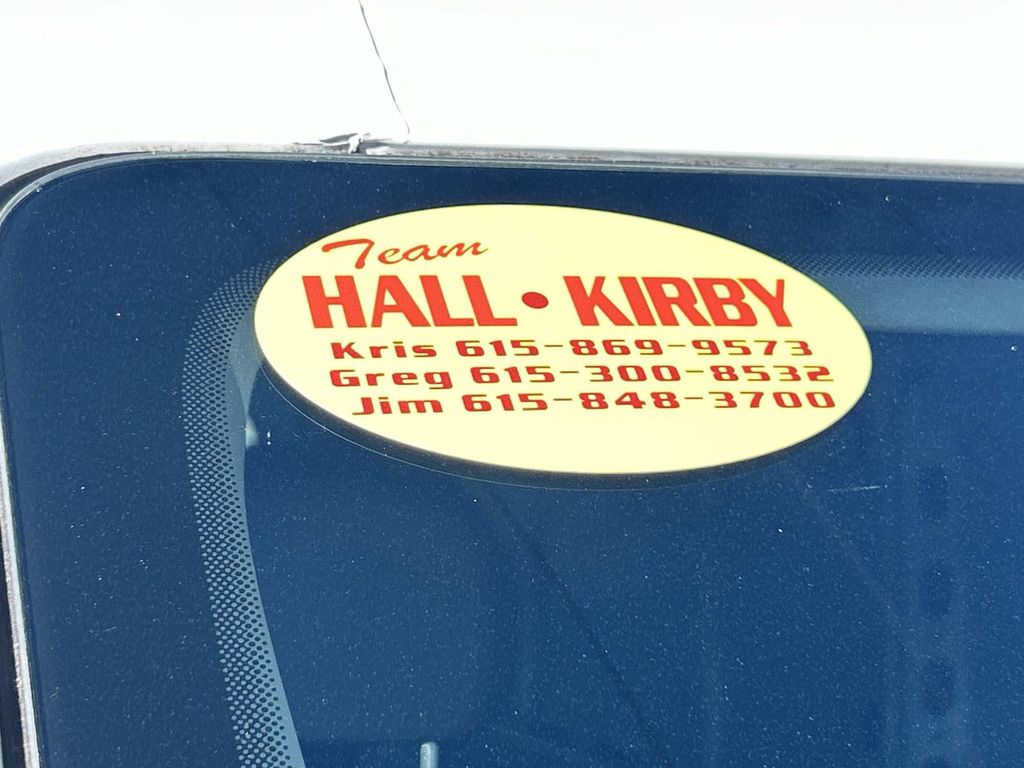 Team
HALL • KIRBY
Kris 615-869-9573
Greg 615-300-8532
Jim 615-848-3700